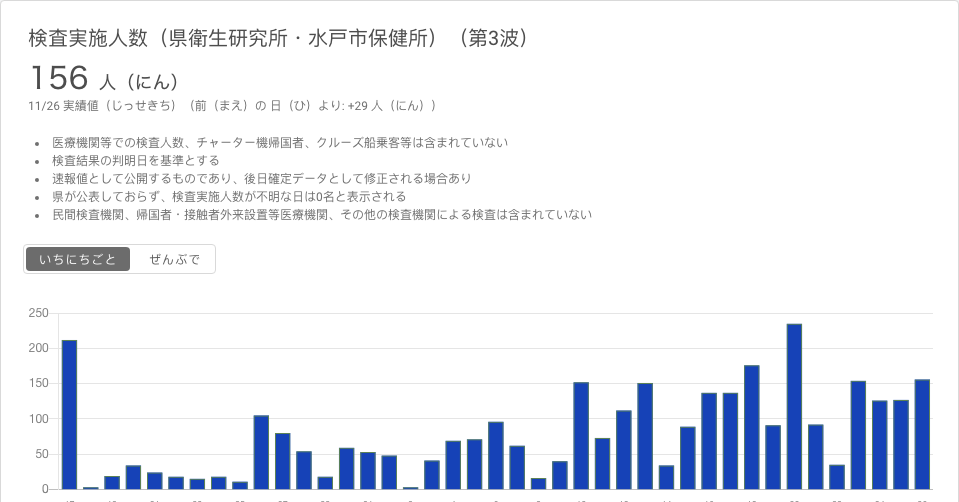 検査実施人数（県衛生研究所・水戸市保健所）（第3波）
156 人（にん）
11/26 実績値（じっせきち）（前（まえ）の 日（ひ）より: +29 人（にん））
医療機関等での検査人数、チャーター機帰国者、クルーズ船乗客等は含まれていない
検査結果の判明日を基準とする
速報値として公開するものであり、後日確定データとして修正される場合あり
県が公表しておらず、検査実施人数が不明な日は0名と表示される
民間検査機関、帰国者・接触者外来設置等医療機関、その他の検査機関による検査は含まれていない
いちにちごと ぜんぶで
250
200
150
100
50
0